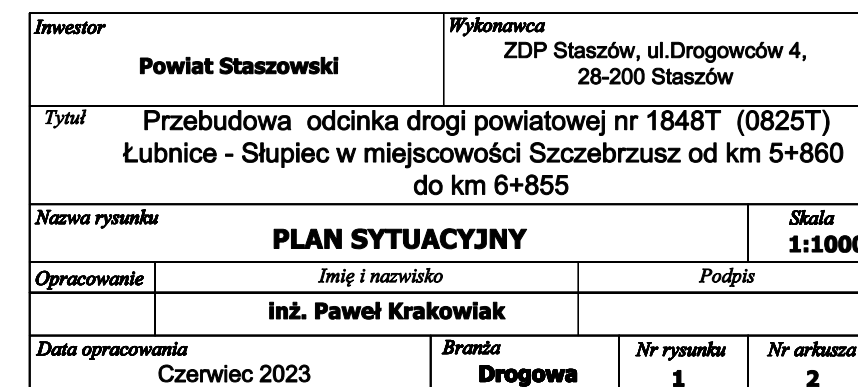 Inwestor
Powiat Staszowski
Wykonawca
ZDP Staszów, ul.Drogowców 4,
28-200 Staszów
Tytuł
Przebudowa odcinka drogi powiatowej nr 1848T (0825T)
Łubnice - Słupiec w miejscowości Szczebrzusz od km 5+860
do km 6+855
Nazwa rysunku
PLAN SYTUACYJNY
Skala
1:1000
Opracowanie
Imię i nazwisko
Podpis
inż. Paweł Krakowiak
Data opracowania
Czerwiec 2023
Branża
Drogowa
Nr rysunku
1
Nr arkusza
2